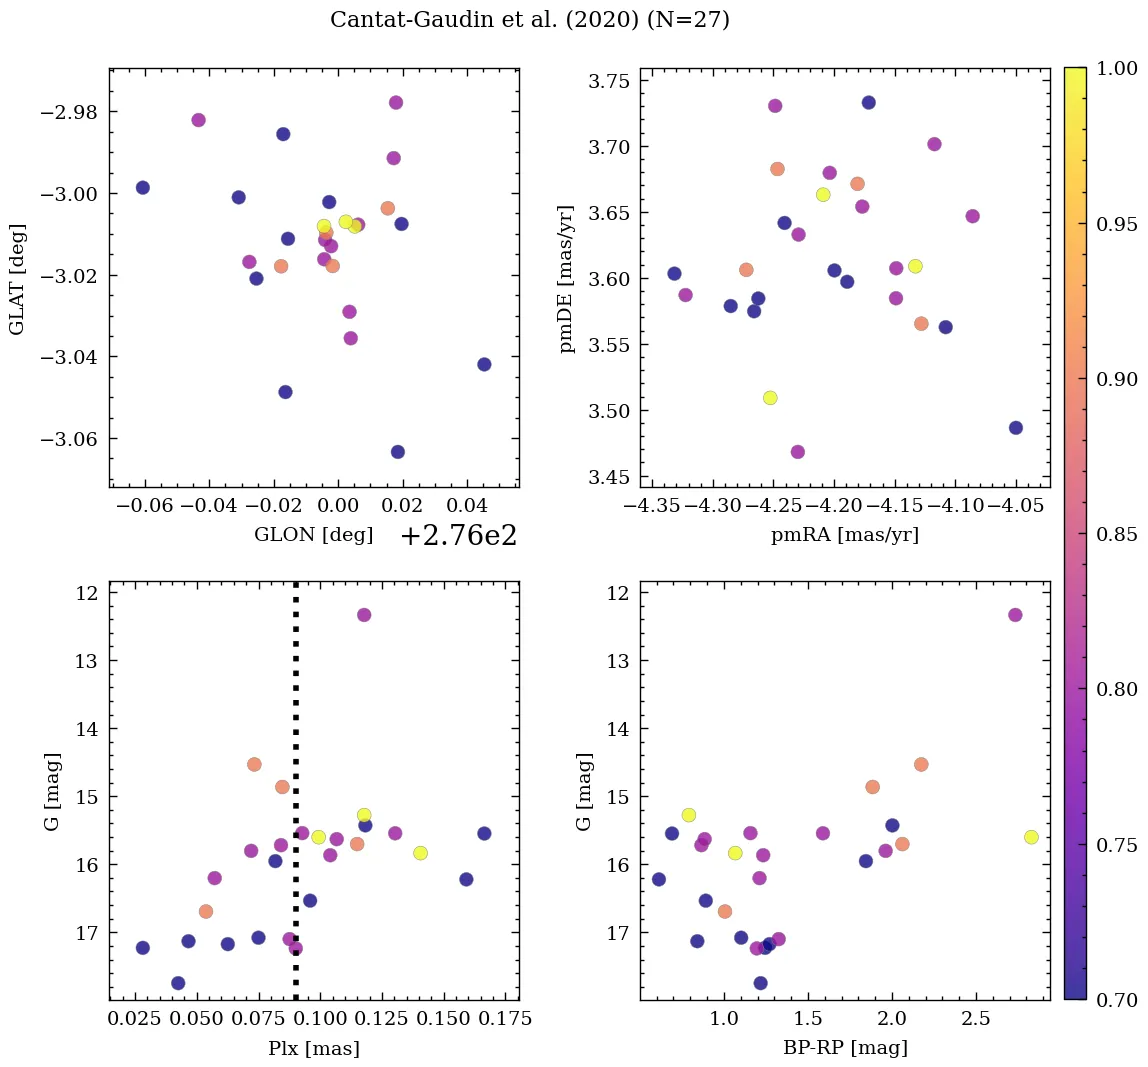 Cantat-Gaudin et al. (2020) (N=27)
−2.98
−3.00
−3.02
−3.04
−3.06
GLAT [deg]
−0.06 −0.04 −0.02 0.00 0.02 0.04
GLON [deg]
+2.76e2
3.75
3.70
3.65
3.60
3.55
3.50
3.45
pmDE [mas/yr]
−4.35 −4.30 −4.25 −4.20 −4.15 −4.10 −4.05
pmRA [mas/yr]
12
13
14
15
16
17
G [mag]
0.025 0.050 0.075 0.100 0.125 0.150 0.175
Plx [mas]
12
13
14
15
16
17
G [mag]
1.0 1.5 2.0 2.5
BP-RP [mag]
1.00
0.95
0.90
0.85
0.80
0.75
0.70